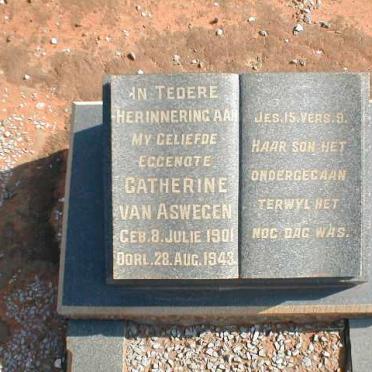 IN TEDERE
HERINNERING AAN
MY GELIEFDE
EGGENOTE
CATHERINE
VAN ASWEGEN
GEB. 8. JULIE 1901
OORL. 28. AUG. 1943.
JES. 15. VERS. 9.
HAAR SON HET
ONDERGEGAAN
TERWYL HET
NOG DAG WAS.